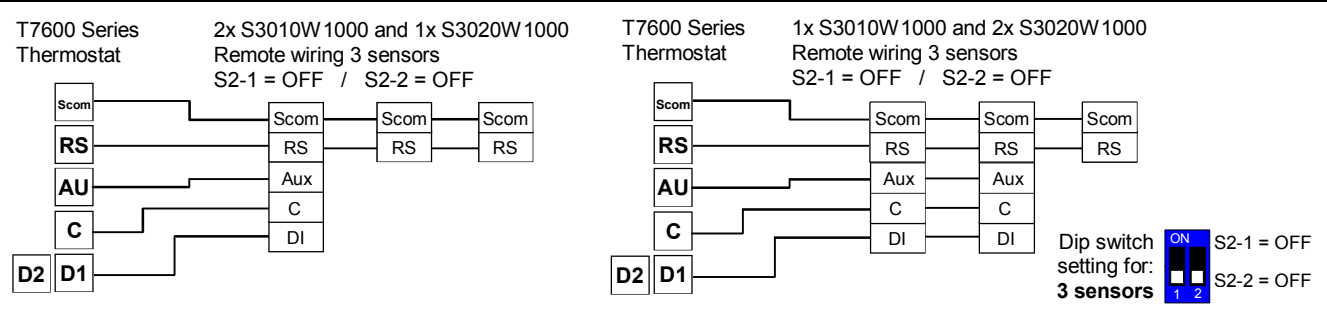 T7600 Series
Thermostat
2x S3010W1000 and 1x S3020W1000
Remote wiring 3 sensors
S2-1 = OFF / S2-2 = OFF
Scom
Scom
Scom
Scom
RS
RS
RS
RS
AU
Aux
C
C
D2
D1
DI
T7600 Series
Thermostat
1x S3010W1000 and 2x S3020W1000
Remote wiring 3 sensors
S2-1 = OFF / S2-2 = OFF
Scom
Scom
Scom
Scom
RS
RS
RS
RS
AU
Aux
Aux
C
C
C
D2
D1
DI
DI
Dip switch
setting for:
3 sensors
ON
1 2
S2-1 = OFF
S2-2 = OFF